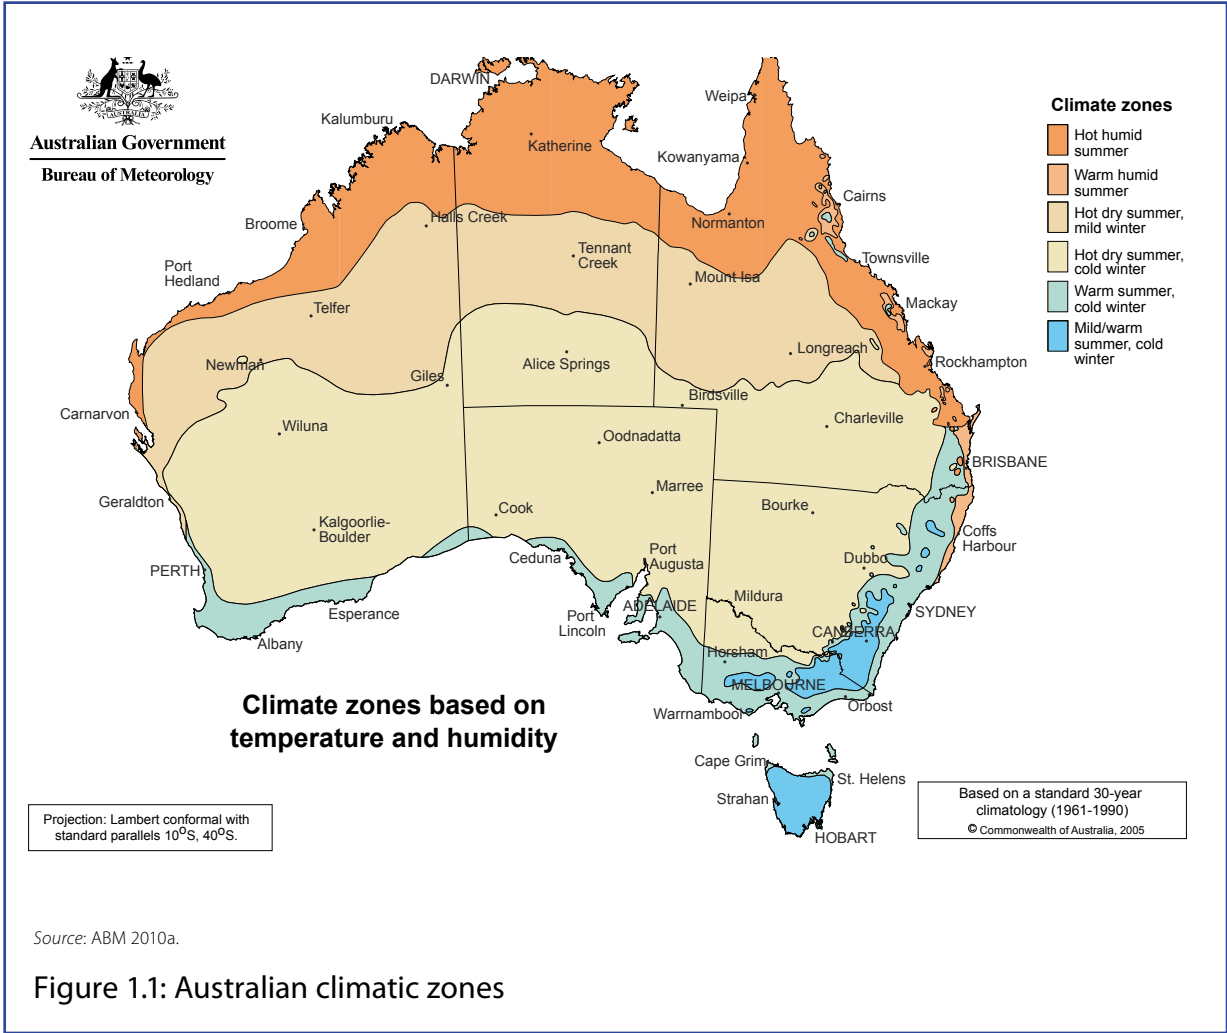 AUSTRALIA
Australian Government
Bureau of Meteorology
DARWIN
Kalumburu
Katherine
Weipa
Kowanyama
Cairns
Broome
Halls Creek
Normanton
Port
Hedland
Tennant
Creek
Mount Isa
Townsville
Telfer
Mackay
Newman
Longreach
Rockhampton
Giles
Alice Springs
Birdsville
Carnarvon
Wiluna
Charleville
Oodnadatta
BRISBANE
Geraldton
Marree
Bourke
Kalgoorlie-
Boulder
Cook
Coffs
Harbour
PERTH
Ceduna
Port
Augusta
Dubbo
Esperance
Port
Lincoln
ADELAIDE
Mildura
SYDNEY
Albany
CANBERRA
Horsham
MELBOURNE
Warrnambool
Orbost
Cape Grim
St. Helens
Strahan
HOBART
Climate zones
Hot humid
summer
Warm humid
summer
Hot dry summer,
mild winter
Hot dry summer,
cold winter
Warm summer,
cold winter
Mild/warm
summer, cold
winter
Climate zones based on
temperature and humidity
Projection: Lambert conformal with
standard parallels 10⁰S, 40⁰S.
Based on a standard 30-year
climatology (1961-1990)
© Commonwealth of Australia, 2005
Source: ABM 2010a.
Figure 1.1: Australian climatic zones